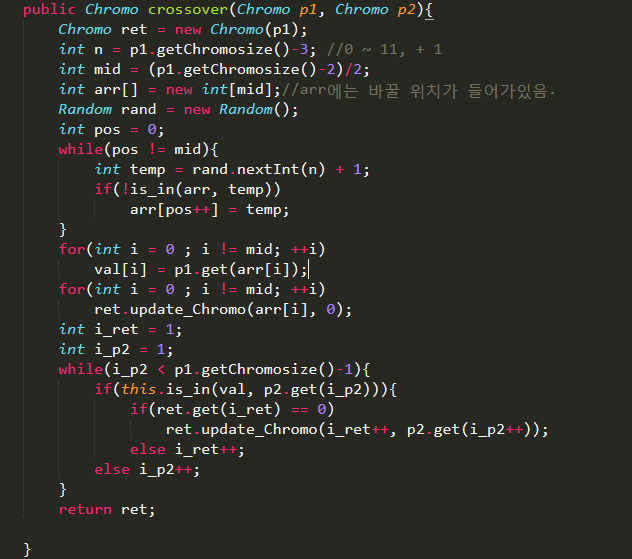 public Chromo crossover(Chromo p1, Chromo p2){
    Chromo ret = new Chromo(p1);
    int n = p1.getChromosize()-3; //0 ~ 11, + 1
    int mid = (p1.getChromosize()-2)/2;
    int arr[] = new int[mid];//arr에는 바꿀 위치가 들어가있음.
    Random rand = new Random();
    int pos = 0;
    while(pos != mid){
        int temp = rand.nextInt(n) + 1;
        if(!is_in(arr, temp))
            arr[pos++] = temp;
    }
    for(int i = 0 ; i != mid; ++i)
        val[i] = p1.get(arr[i]);
    for(int i = 0 ; i != mid; ++i)
        ret.update_Chromo(arr[i], 0);
    int i_ret = 1;
    int i_p2 = 1;
    while(i_p2 < p1.getChromosize()-1){
        if(this.is_in(val, p2.get(i_p2))){
            if(ret.get(i_ret) == 0)
                ret.update_Chromo(i_ret++, p2.get(i_p2++));
            else i_ret++;
        else i_p2++;
    }
    return ret;

}